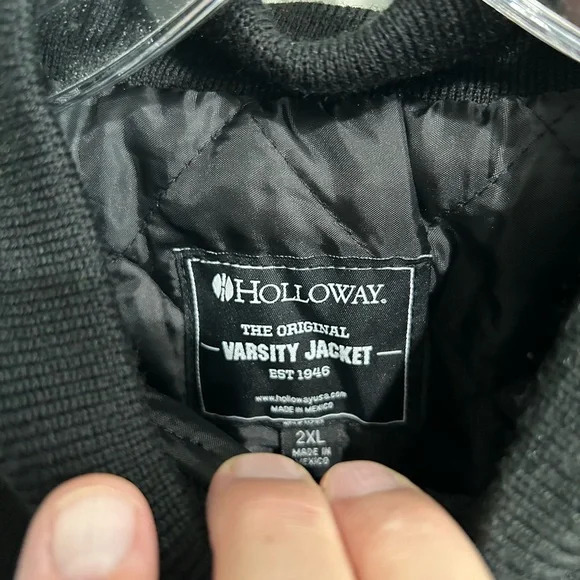 HOLLOWAY.
THE ORIGINAL
VARSITY JACKET
EST 1946
www.hollowayusa.com
MADE IN MEXICO
2XL
MADE IN
MEXICO